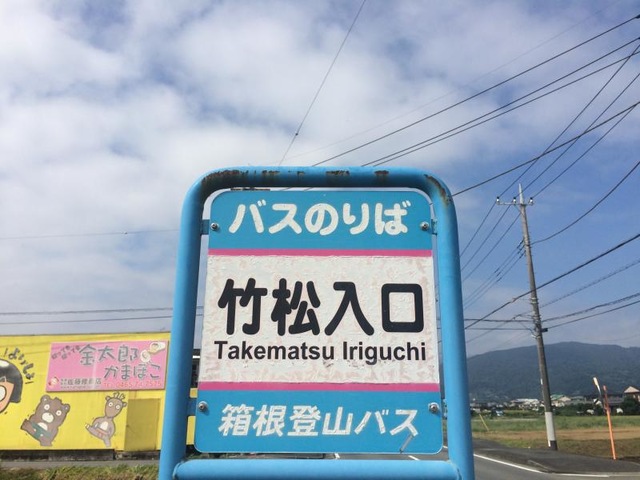 バスのりば
竹松入口
Takematsu Iriguchi
箱根登山バス
金太郎
かまぼこ